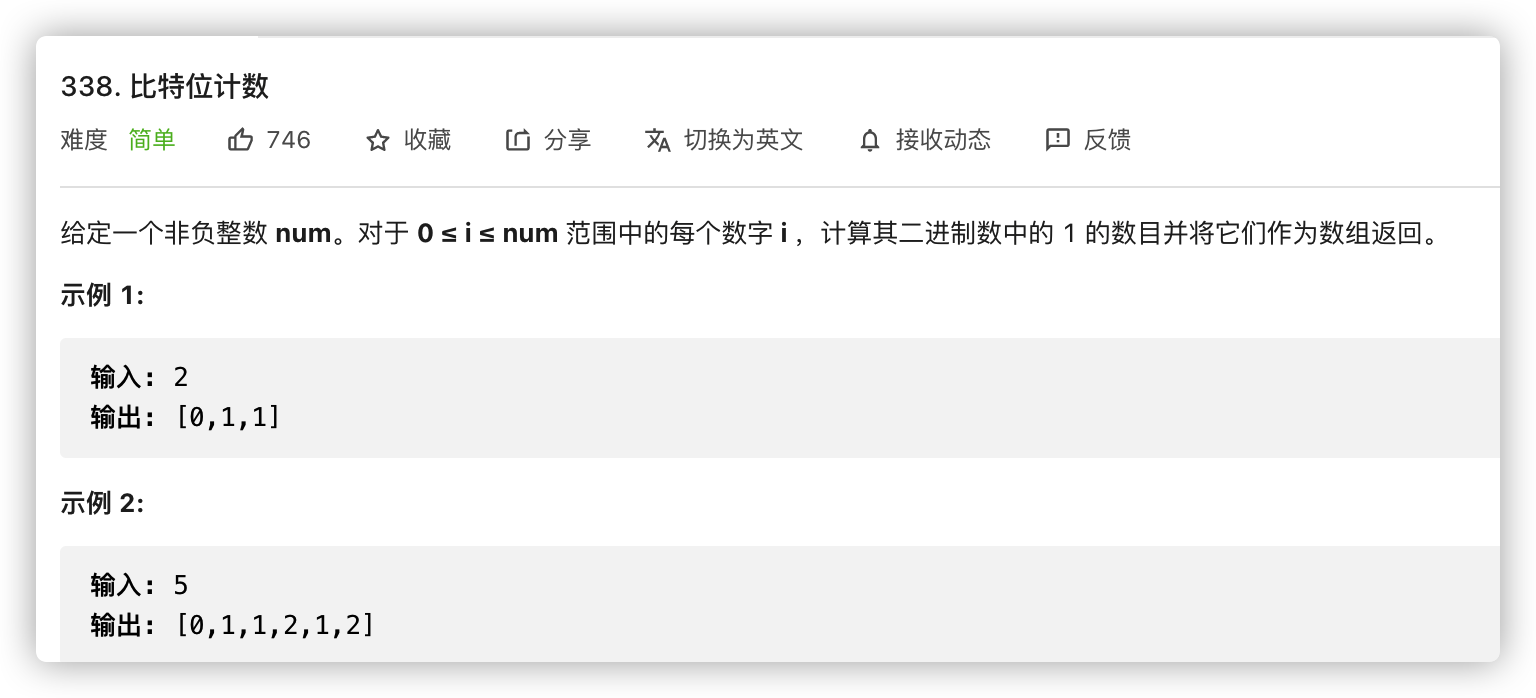 338. 比特位计数
难度 简单 746 收藏 分享 切换为英文 接收动态 反馈
给定一个非负整数 num。对于 0 ≤ i ≤ num 范围中的每个数字 i ，计算其二进制数中的 1 的数目并将它们作为数组返回。
示例 1:
输入: 2
输出: [0,1,1]
示例 2:
输入: 5
输出: [0,1,1,2,1,2]